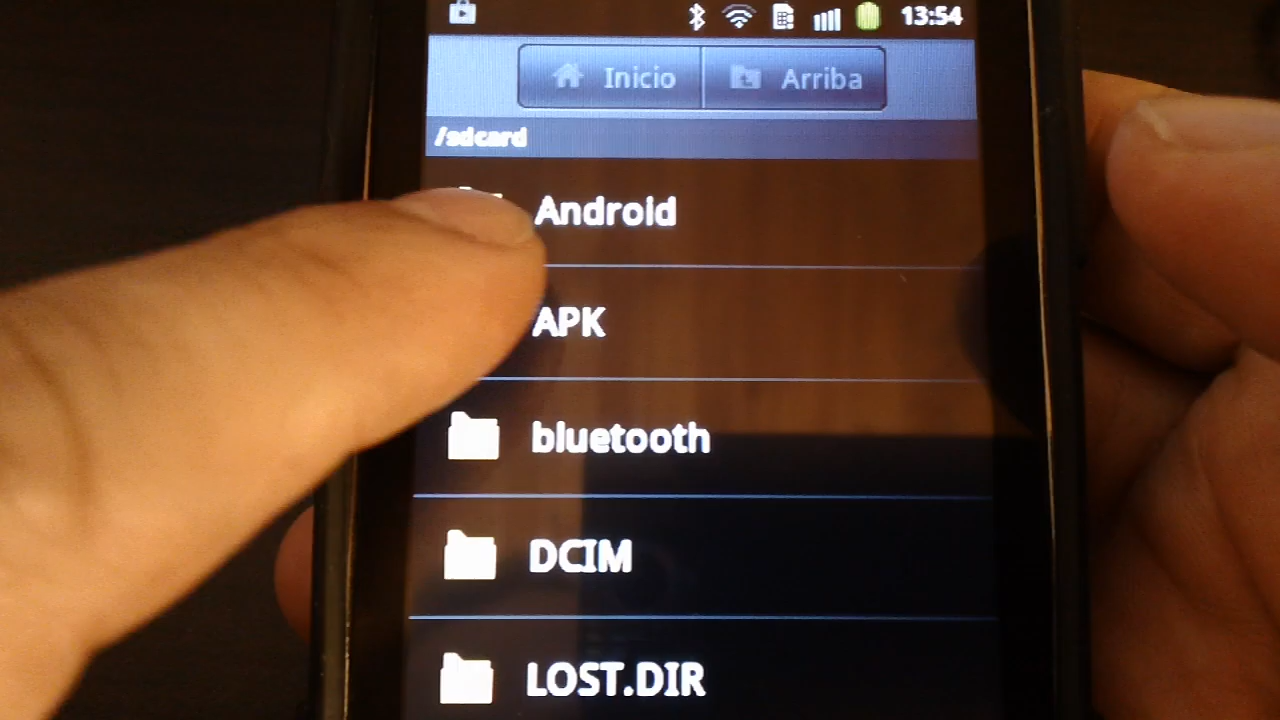 13:54
Inicio Arriba
/sdcard
Android
APK
bluetooth
DCIM
LOST.DIR